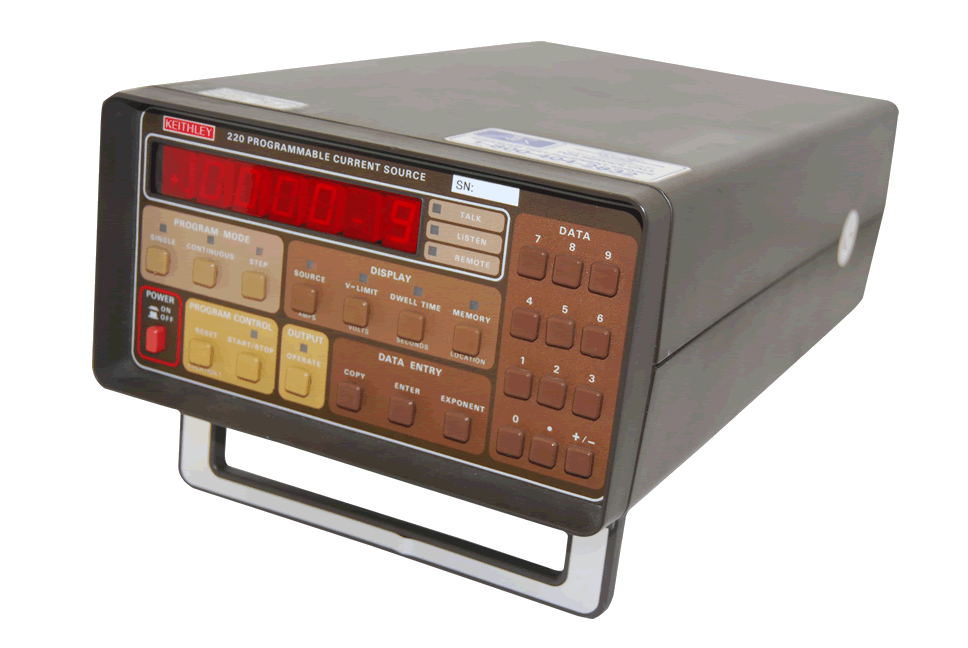 KEITHLEY
220 PROGRAMMABLE CURRENT SOURCE
SN:
TALK
LISTEN
REMOTE
PROGRAM MODE
SINGLE
CONTINUOUS
STEP
DISPLAY
SOURCE
V-LIMIT
DWELL TIME
MEMORY
AMPS
VOLTS
SECONDS
LOCATION
POWER
ON
OFF
PROGRAM CONTROL
RESET
START/STOP
OUTPUT
OPERATE
DATA ENTRY
COPY
ENTER
EXPONENT
DATA
7 8 9
4 5 6
1 2 3
0 • +/−